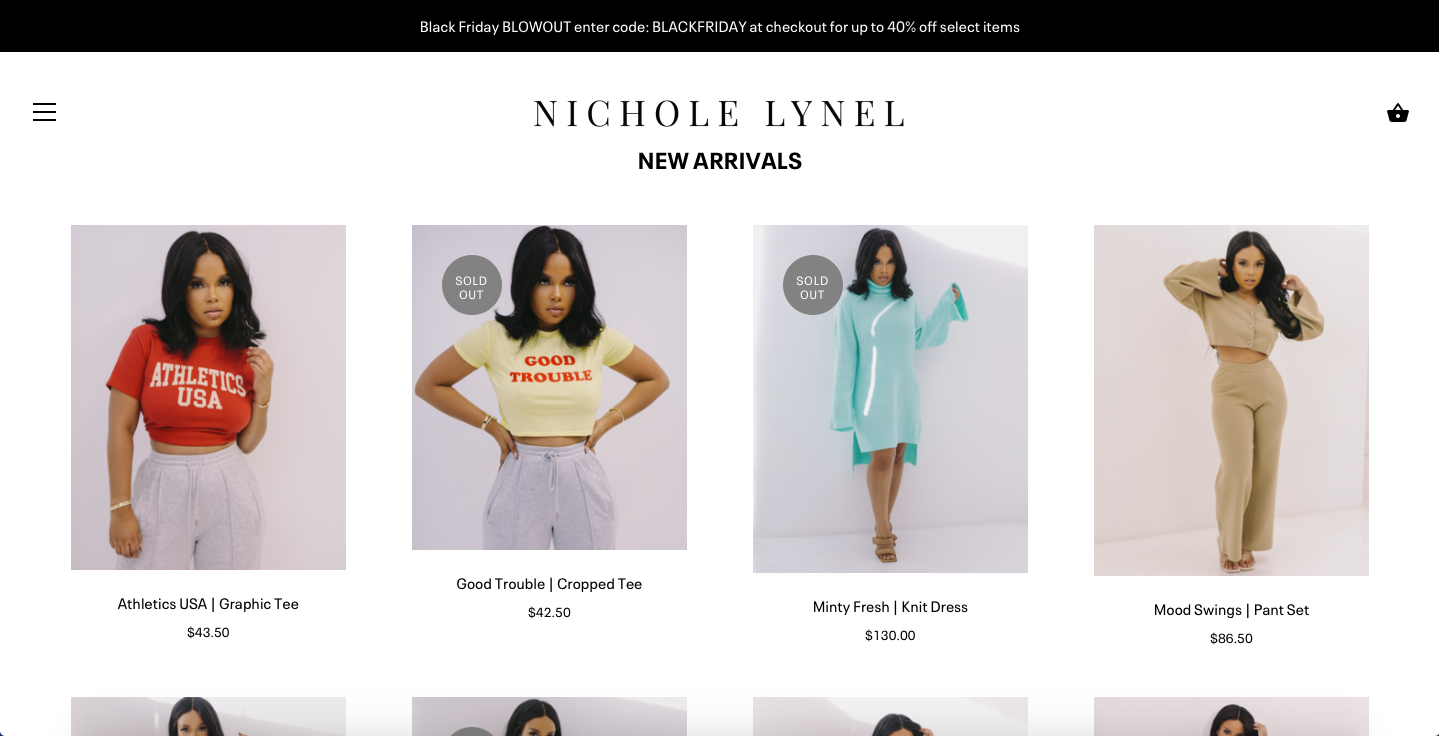 Black Friday BLOWOUT enter code: BLACKFRIDAY at checkout for up to 40% off select items
NICHOLE LYNEL
NEW ARRIVALS
ATHLETICS
USA
Athletics USA | Graphic Tee
$43.50
SOLD
OUT
GOOD
TROUBLE
Good Trouble | Cropped Tee
$42.50
SOLD
OUT
Minty Fresh | Knit Dress
$130.00
Mood Swings | Pant Set
$86.50